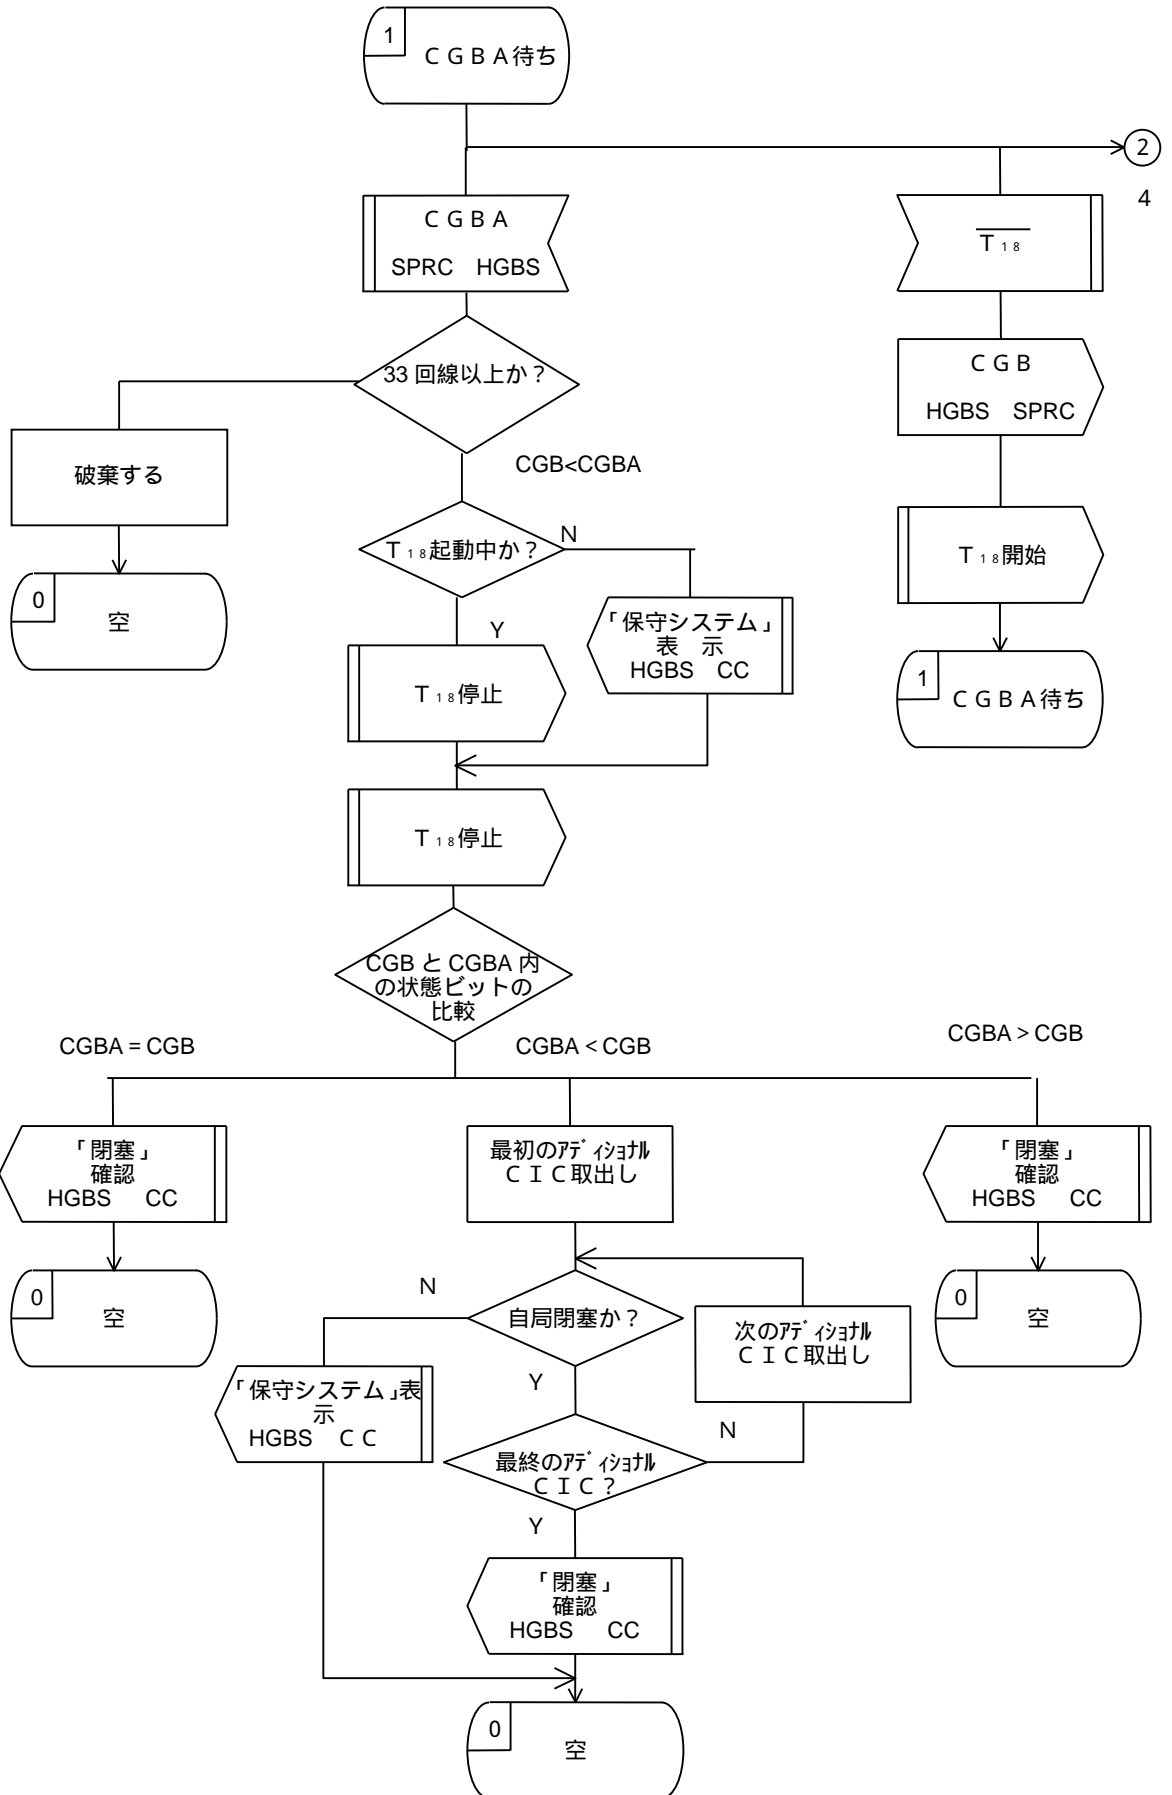 1
ＣＧＢＡ待ち
2
4
ＣＧＢＡ
SPRC HGBS
Ｔ₁₈
33 回線以上か？
ＣＧＢ
HGBS SPRC
破棄する
CGB<CGBA
Ｔ₁₈起動中か？
N
Ｔ₁₈開始
0
空
「保守システム」
表 示
HGBS CC
Y
Ｔ₁₈停止
1
ＣＧＢＡ待ち
Ｔ₁₈停止
CGB と CGBA 内
の状態ビットの
比較
CGBA = CGB
CGBA < CGB
CGBA > CGB
「閉塞」
確認
HGBS CC
最初のｱﾃﾞｨｼｮﾅﾙ
ＣＩＣ取出し
「閉塞」
確認
HGBS CC
0
空
N
自局閉塞か？
次のｱﾃﾞｨｼｮﾅﾙ
ＣＩＣ取出し
0
空
Y
「保守システム」表
示
HGBS ＣＣ
N
最終のｱﾃﾞｨｼｮﾅﾙ
ＣＩＣ？
Y
「閉塞」
確認
HGBS CC
0
空